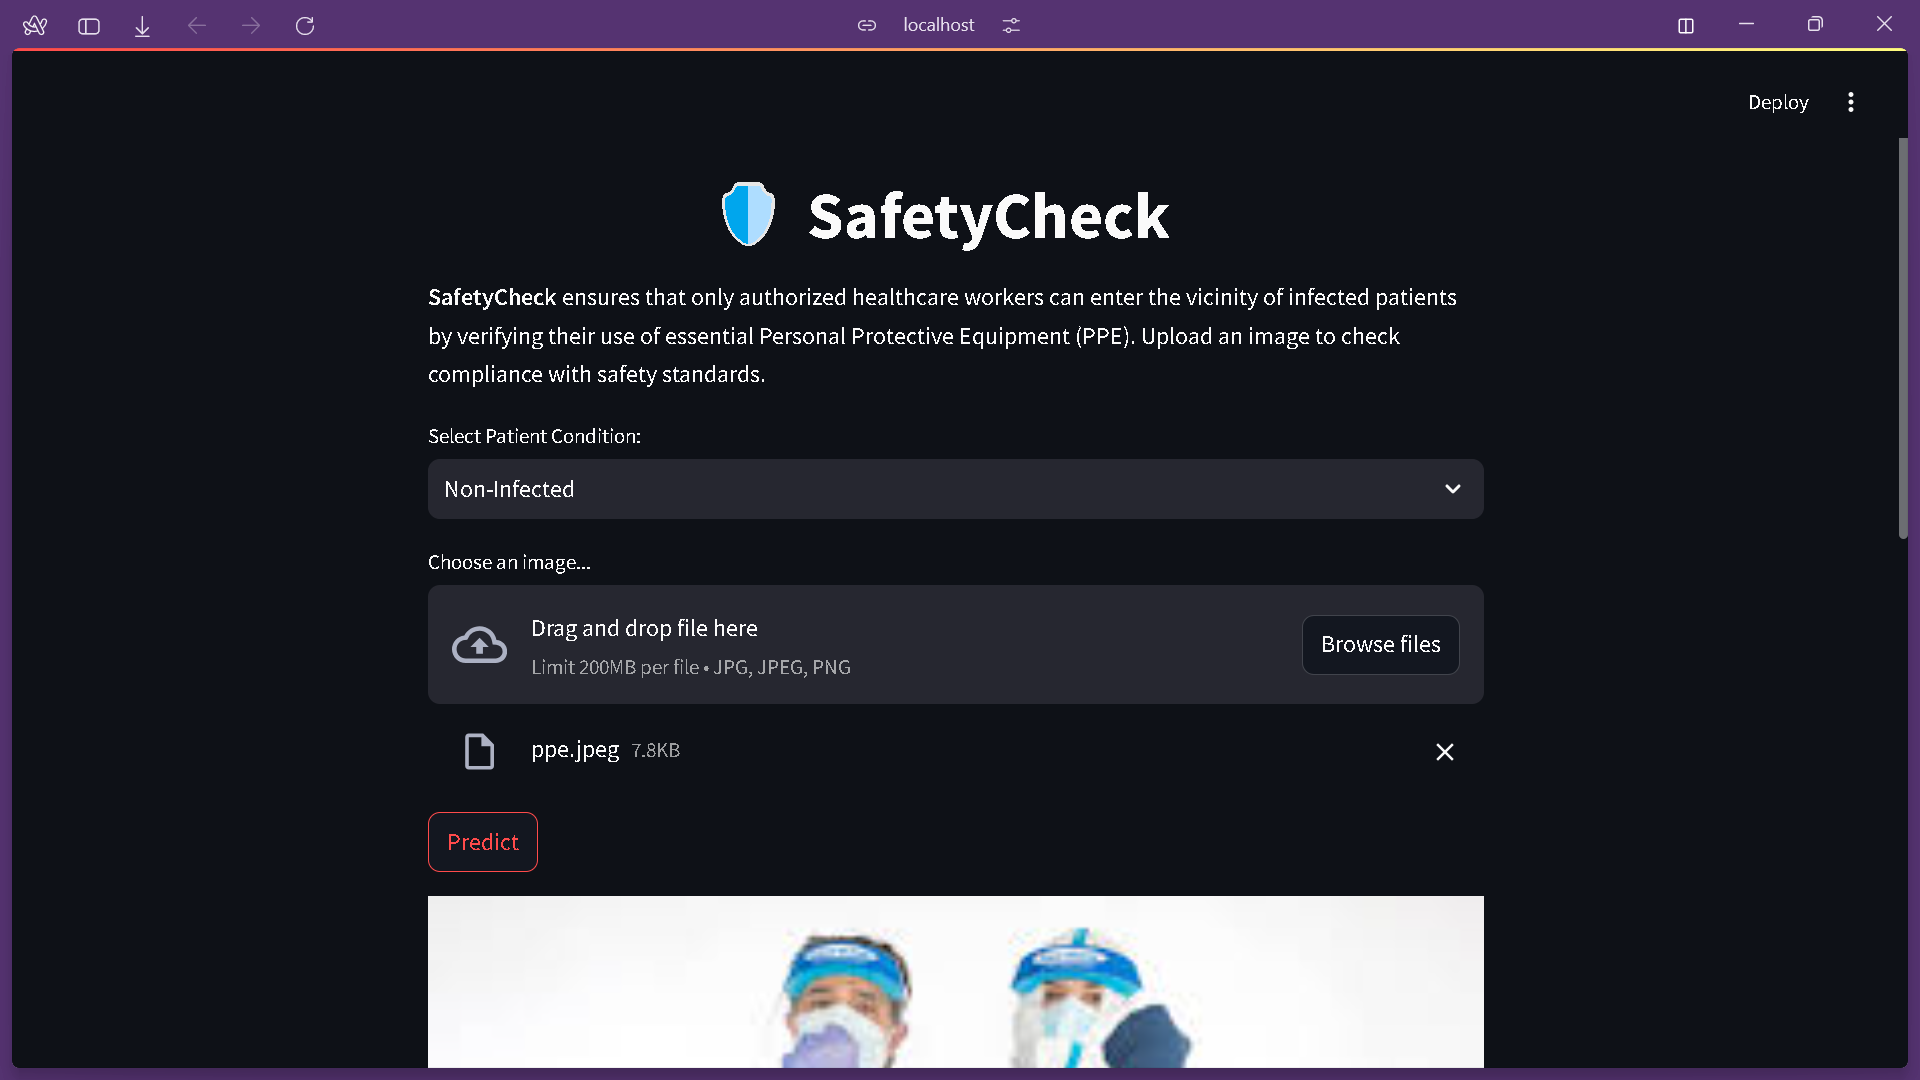 localhost
Deploy
SafetyCheck
SafetyCheck ensures that only authorized healthcare workers can enter the vicinity of infected patients
by verifying their use of essential Personal Protective Equipment (PPE). Upload an image to check
compliance with safety standards.
Select Patient Condition:
Non-Infected
Choose an image...
Drag and drop file here
Limit 200MB per file • JPG, JPEG, PNG
Browse files
ppe.jpeg 7.8KB
Predict